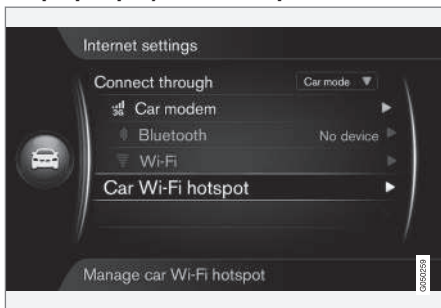 Internet settings
Connect through Car mode
3G Car modem
Bluetooth No device
Wi-Fi
Car Wi-Fi hotspot
Manage car Wi-Fi hotspot
G050259